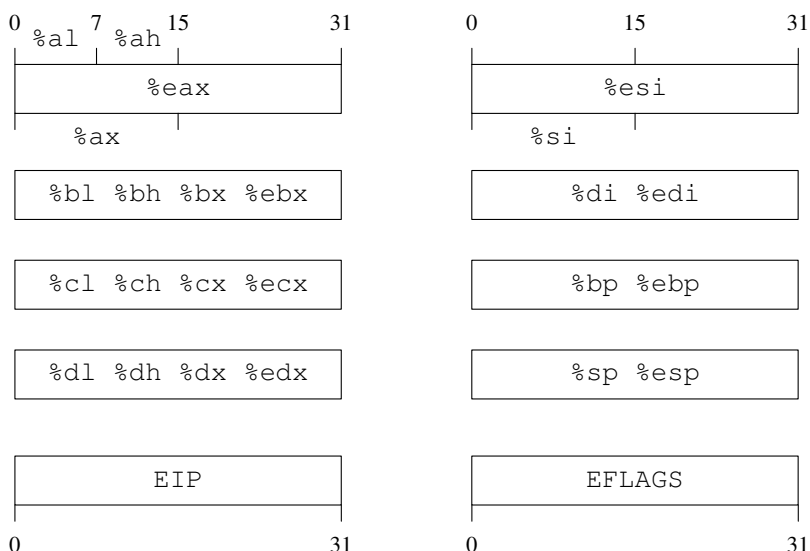 0 7 15 31 0 15 31
%al %ah
%eax %esi
%ax %si
%bl %bh %bx %ebx %di %edi
%cl %ch %cx %ecx %bp %ebp
%dl %dh %dx %edx %sp %esp
EIP EFLAGS
0 31 0 31